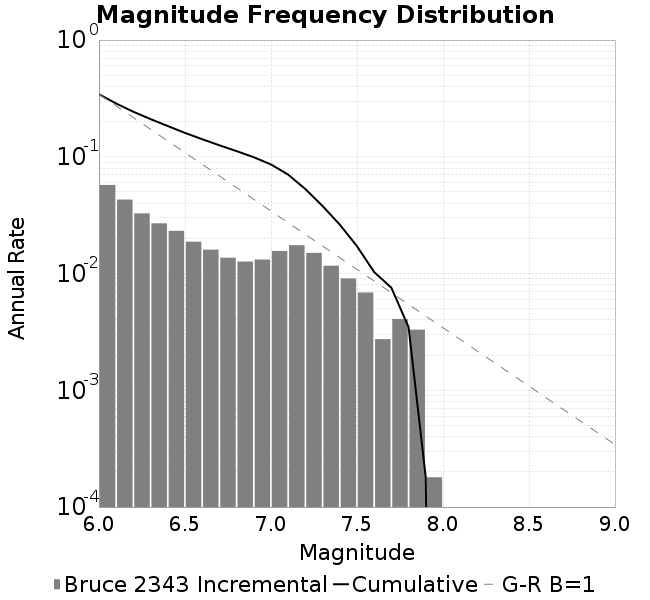 Magnitude Frequency Distribution
10^0
10^-1
10^-2
10^-3
10^-4
Annual Rate
6.0 6.5 7.0 7.5 8.0 8.5 9.0
Magnitude
Bruce 2343 Incremental Cumulative G-R B=1